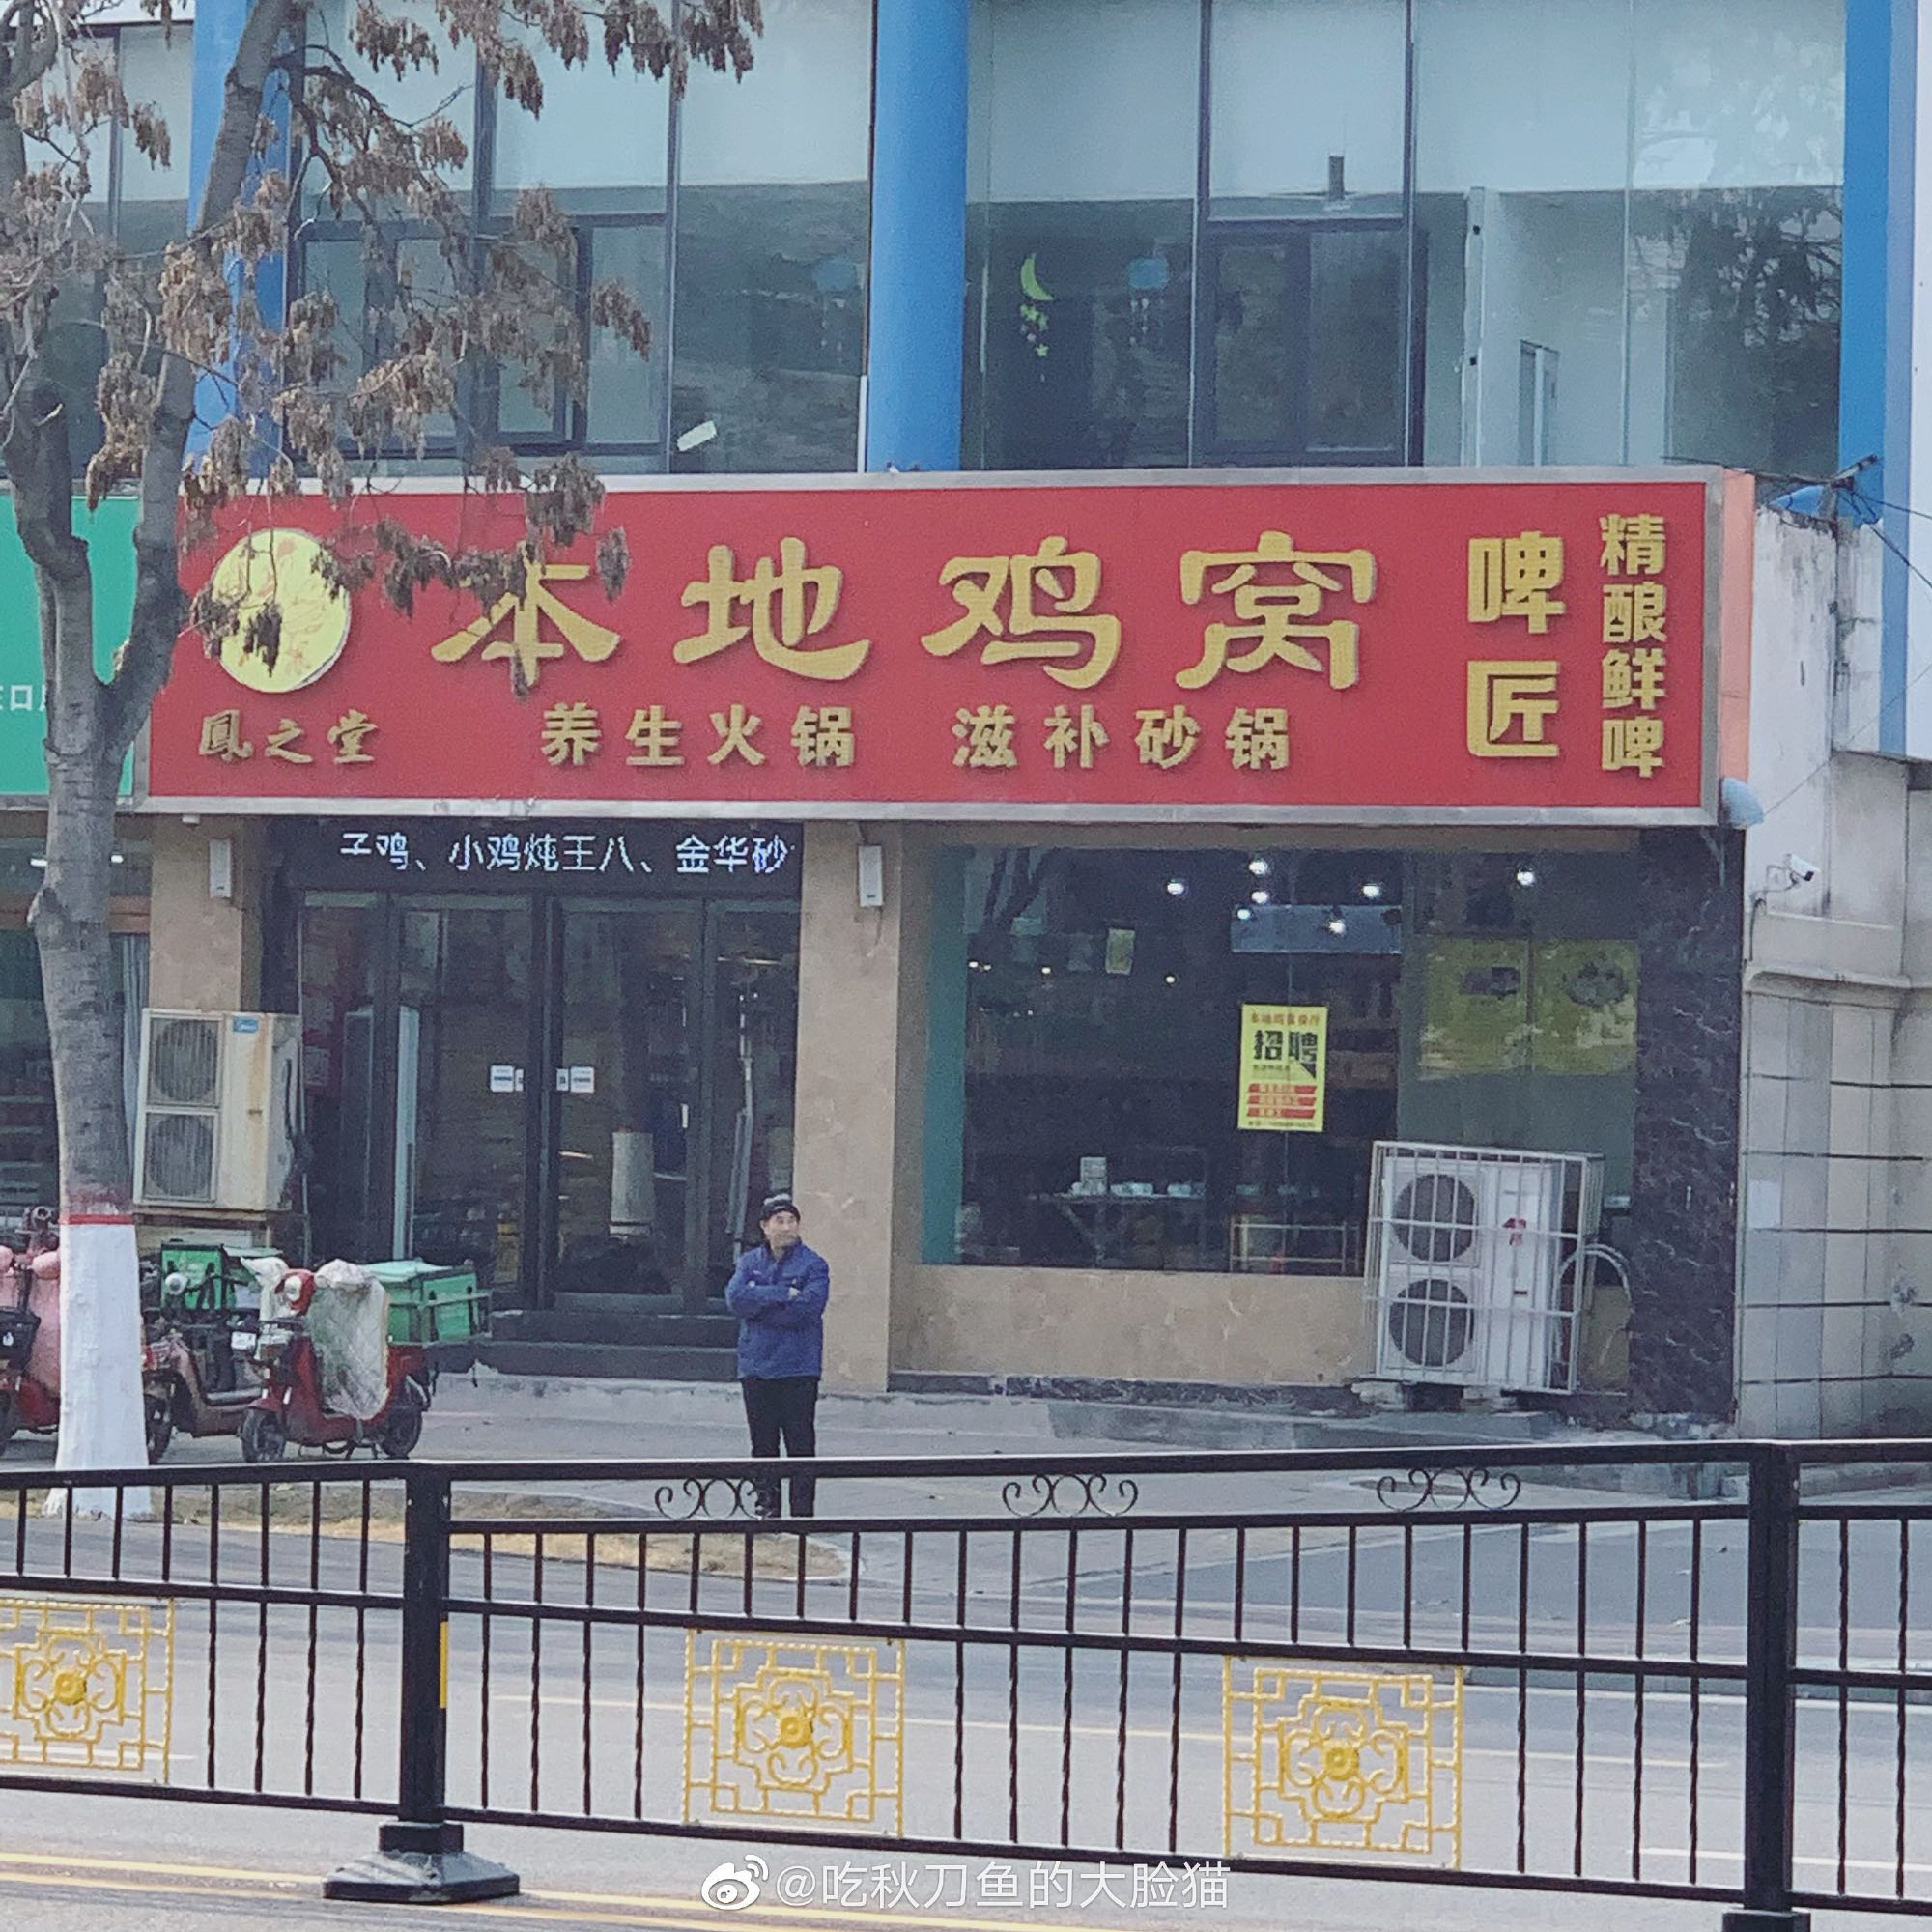 本地鸡窝
鳳之堂
养生火锅 滋补砂锅
啤匠
精酿鲜啤
子鸡、小鸡炖王八、金华砂
招聘
@吃秋刀鱼的大脸猫